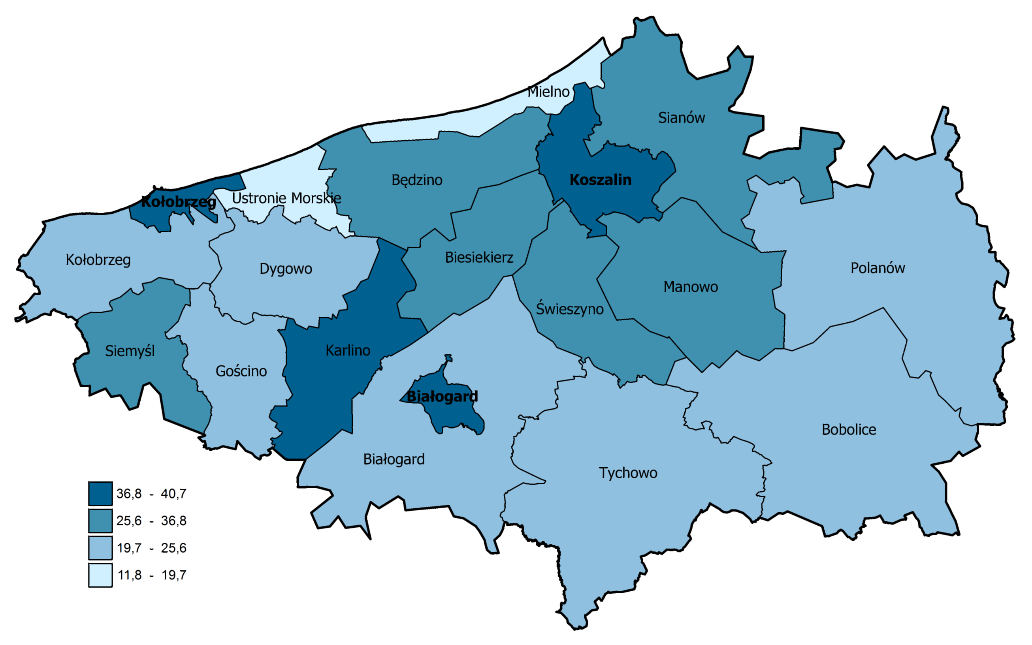 Mielno
Sianów
Koszalin
Będzino
Ustronie Morskie
Kołobrzeg
Kołobrzeg
Dygowo
Biesiekierz
Polanów
Manowo
Świeszyno
Siemyśl
Karlino
Gościno
Białogard
Bobolice
Białogard
Tychowo
36,8 - 40,7
25,6 - 36,8
19,7 - 25,6
11,8 - 19,7